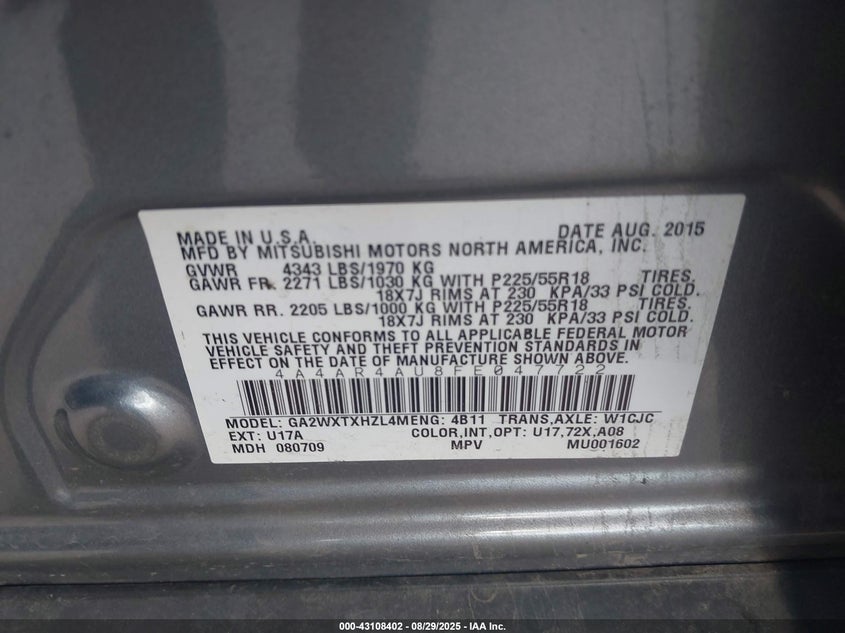 MADE IN U.S.A. DATE AUG. 2015
MFD BY MITSUBISHI MOTORS NORTH AMERICA, INC.
GVWR 4343 LBS/1970 KG
GAWR FR. 2271 LBS/1030 KG WITH P225/55R18 TIRES.
18X7J RIMS AT 230 KPA/33 PSI COLD.
GAWR RR. 2205 LBS/1000 KG WITH P225/55R18 TIRES.
18X7J RIMS AT 230 KPA/33 PSI COLD.
THIS VEHICLE CONFORMS TO ALL APPLICABLE FEDERAL MOTOR
VEHICLE SAFETY AND THEFT PREVENTION STANDARDS IN
EFFECT ON THE DATE OF MANUFACTURE SHOWN ABOVE.
4A4AR4AU8FE047722
MODEL: GA2WXTXHZL4MENG: 4B11 TRANS,AXLE: W1CJC
EXT: U17A COLOR,INT,OPT: U17,72X,A08
MDH 080709 MPV MU001602
000-43108402 - 08/29/2025 - IAA Inc.